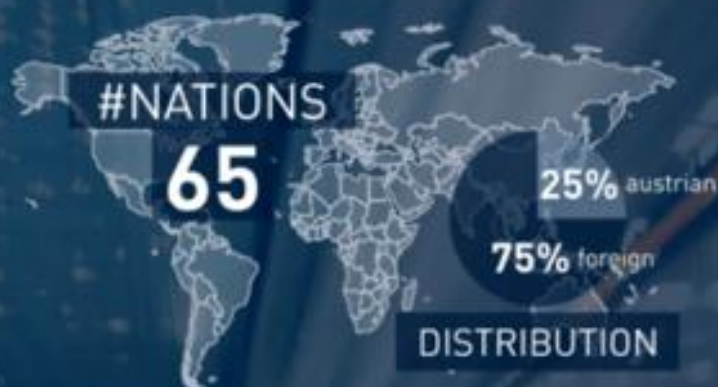 #NATIONS
65
25% austrian
75% foreign
DISTRIBUTION